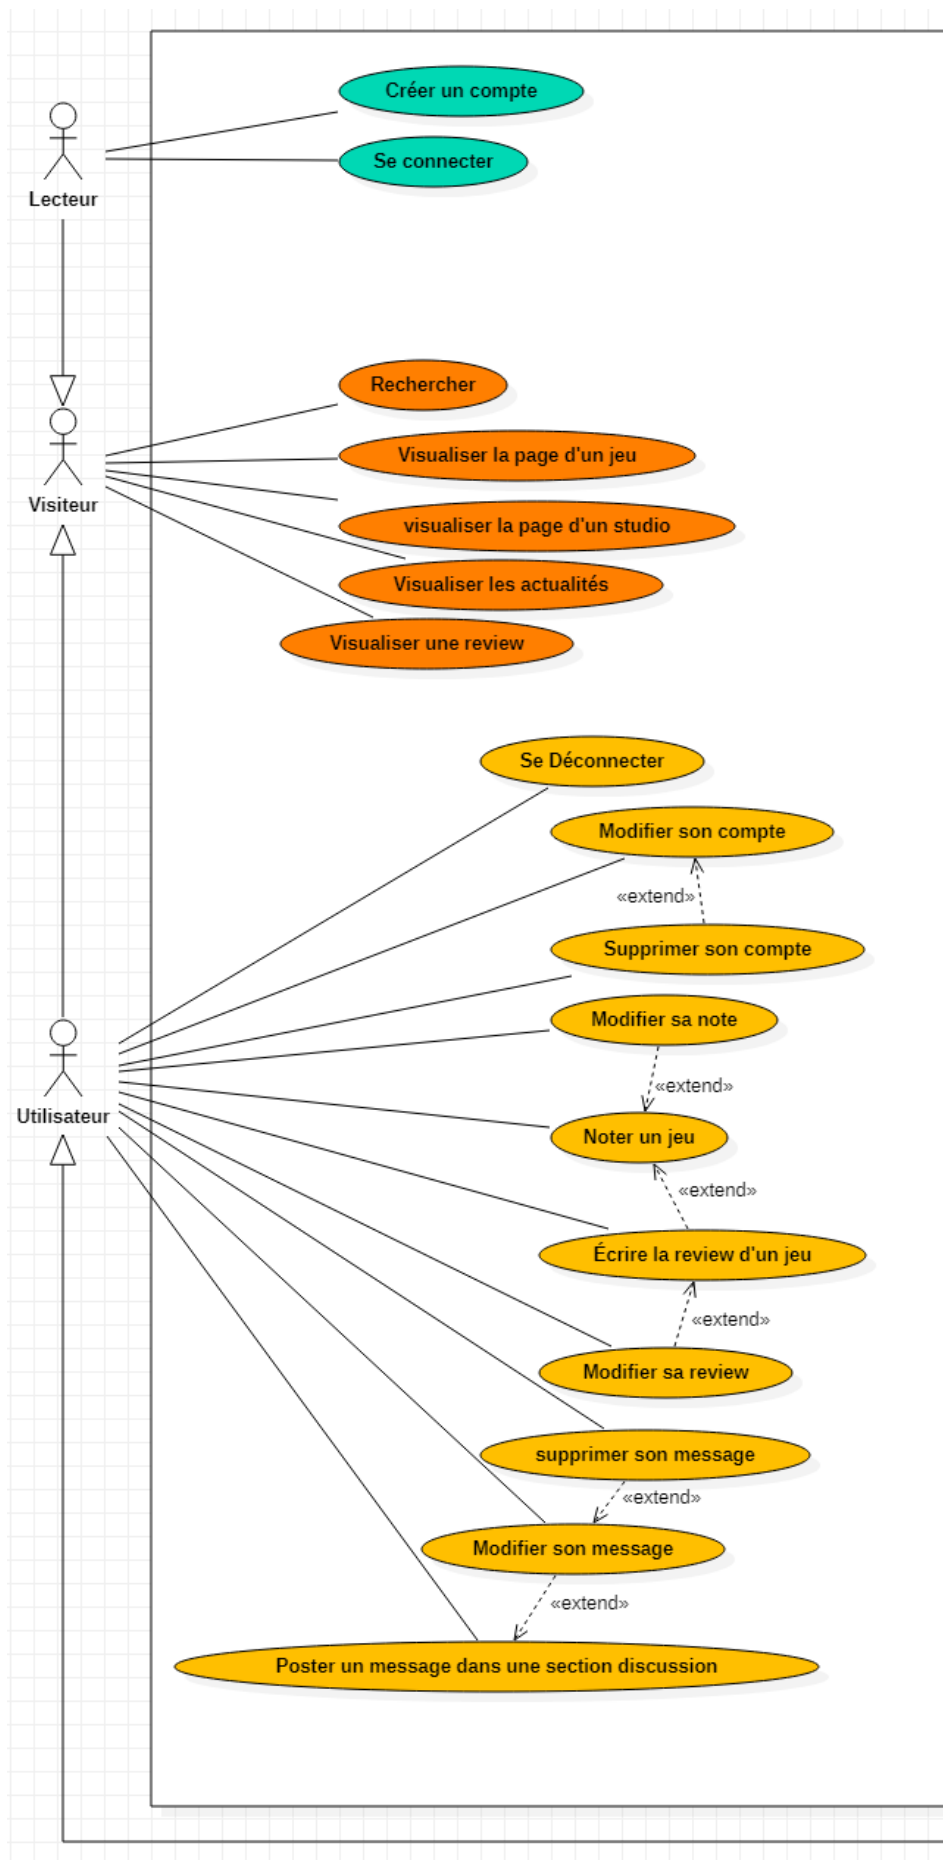 Créer un compte
Se connecter
Lecteur
Rechercher
Visualiser la page d'un jeu
Visiteur
visualiser la page d'un studio
Visualiser les actualités
Visualiser une review
Se Déconnecter
Modifier son compte
«extend»
Supprimer son compte
Modifier sa note
«extend»
Utilisateur
Noter un jeu
«extend»
Écrire la review d'un jeu
«extend»
Modifier sa review
supprimer son message
«extend»
Modifier son message
«extend»
Poster un message dans une section discussion